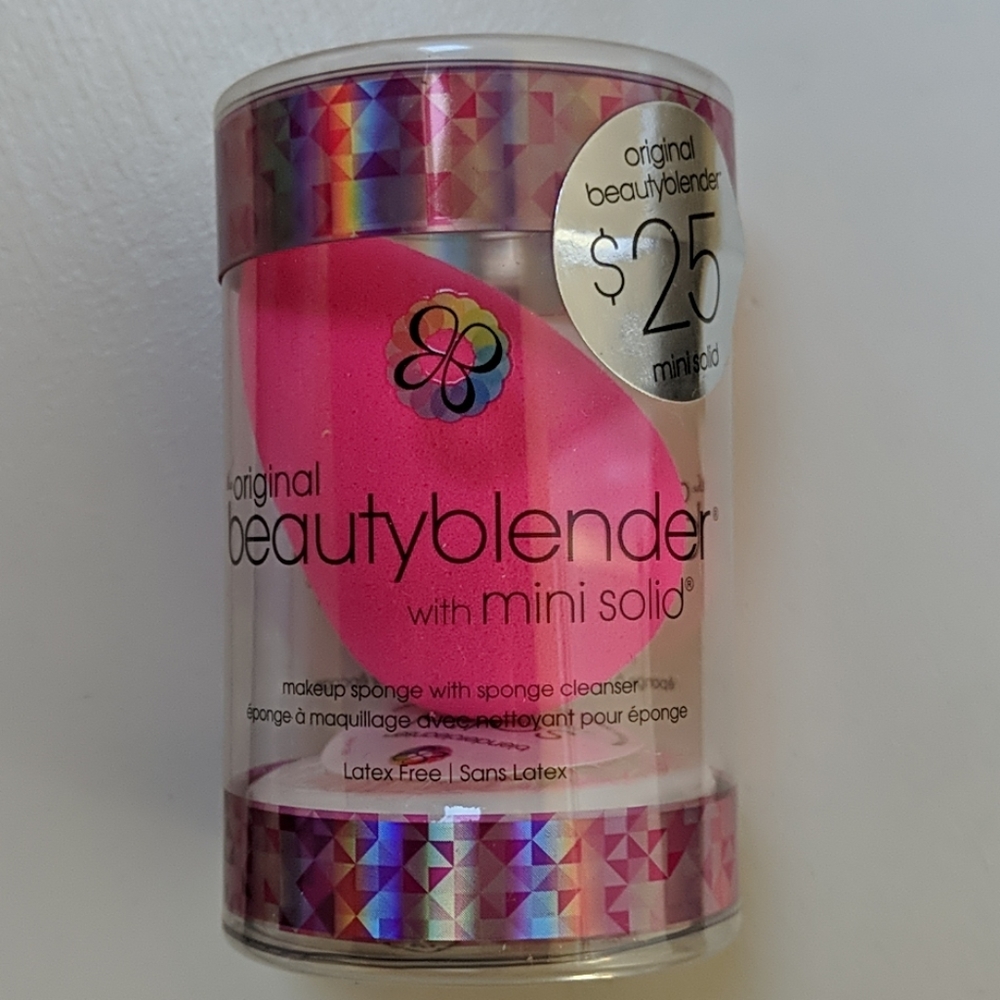 original
beautyblender
$25
mini solid
original
beautyblender®
with mini solid®
makeup sponge with sponge cleanser
éponge à maquillage avec nettoyant pour éponge
Latex Free | Sans Latex